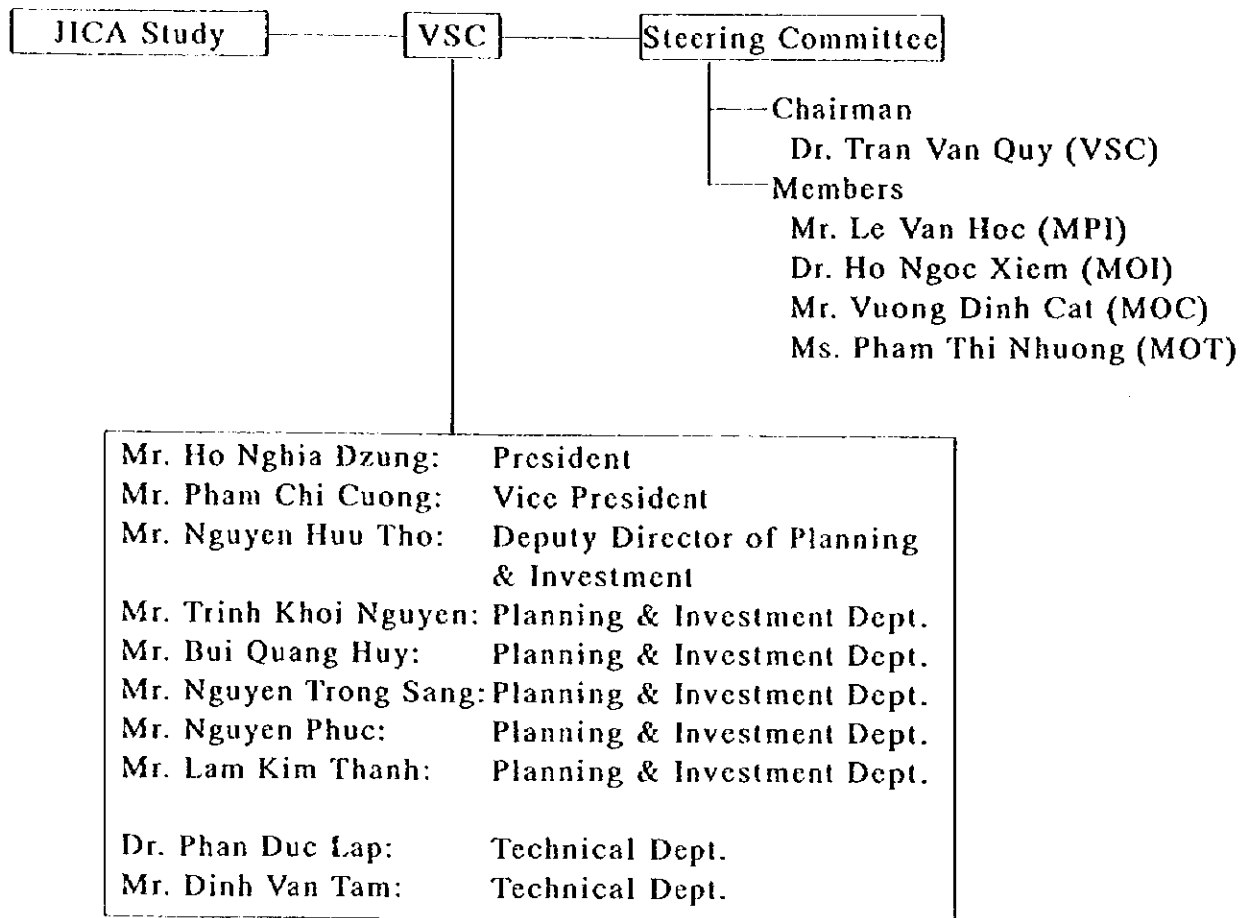 JICA Study VSC Steering Committee
Chairman
Dr. Tran Van Quy (VSC)
Members
Mr. Le Van Hoc (MPI)
Dr. Ho Ngoc Xiem (MOI)
Mr. Vuong Dinh Cat (MOC)
Ms. Pham Thi Nhuong (MOT)
Mr. Ho Nghia Dzung: President
Mr. Pham Chi Cuong: Vice President
Mr. Nguyen Huu Tho: Deputy Director of Planning
& Investment
Mr. Trinh Khoi Nguyen: Planning & Investment Dept.
Mr. Bui Quang Huy: Planning & Investment Dept.
Mr. Nguyen Trong Sang: Planning & Investment Dept.
Mr. Nguyen Phuc: Planning & Investment Dept.
Mr. Lam Kim Thanh: Planning & Investment Dept.
Dr. Phan Duc Lap: Technical Dept.
Mr. Dinh Van Tam: Technical Dept.